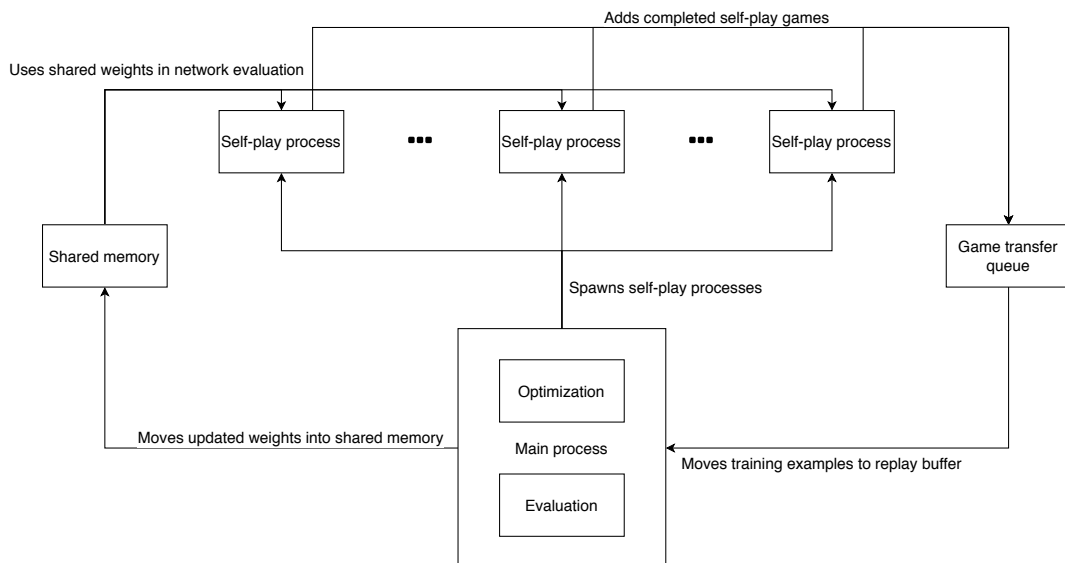 Adds completed self-play games
Uses shared weights in network evaluation
Self-play process
Self-play process
Self-play process
Shared memory
Game transfer
queue
Spawns self-play processes
Optimization
Moves updated weights into shared memory
Main process
Moves training examples to replay buffer
Evaluation